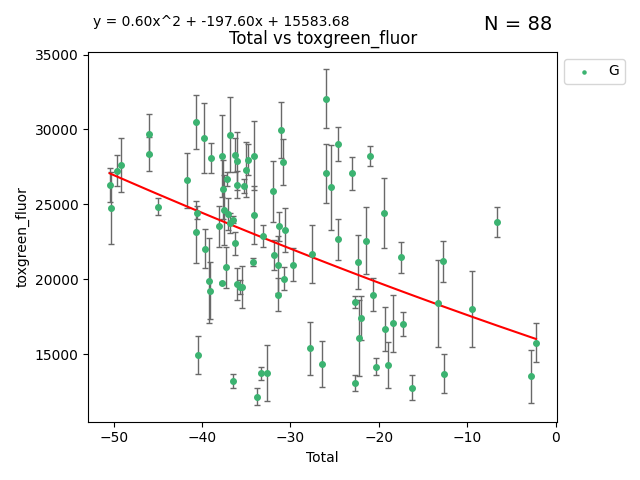 y = 0.60x^2 + -197.60x + 15583.68
N = 88
Total vs toxgreen_fluor
G
35000
30000
25000
20000
15000
toxgreen_fluor
−50
−40
−30
−20
−10
0
Total